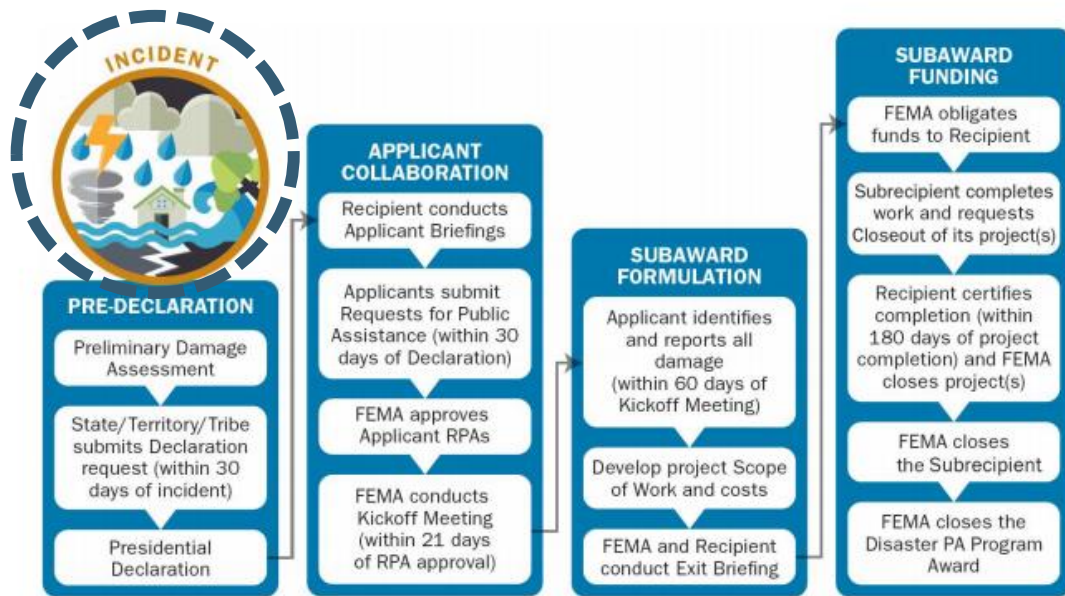 INCIDENT
PRE-DECLARATION
Preliminary Damage
Assessment
State/Territory/Tribe
submits Declaration
request (within 30
days of incident)
Presidential
Declaration
APPLICANT
COLLABORATION
Recipient conducts
Applicant Briefings
Applicants submit
Requests for Public
Assistance (within 30
days of Declaration)
FEMA approves
Applicant RPAs
FEMA conducts
Kickoff Meeting
(within 21 days
of RPA approval)
SUBAWARD
FORMULATION
Applicant identifies
and reports all
damage
(within 60 days of
Kickoff Meeting)
Develop project Scope
of Work and costs
FEMA and Recipient
conduct Exit Briefing
SUBAWARD
FUNDING
FEMA obligates
funds to Recipient
Subrecipient completes
work and requests
Closeout of its project(s)
Recipient certifies
completion (within
180 days of project
completion) and FEMA
closes project(s)
FEMA closes
the Subrecipient
FEMA closes the
Disaster PA Program
Award